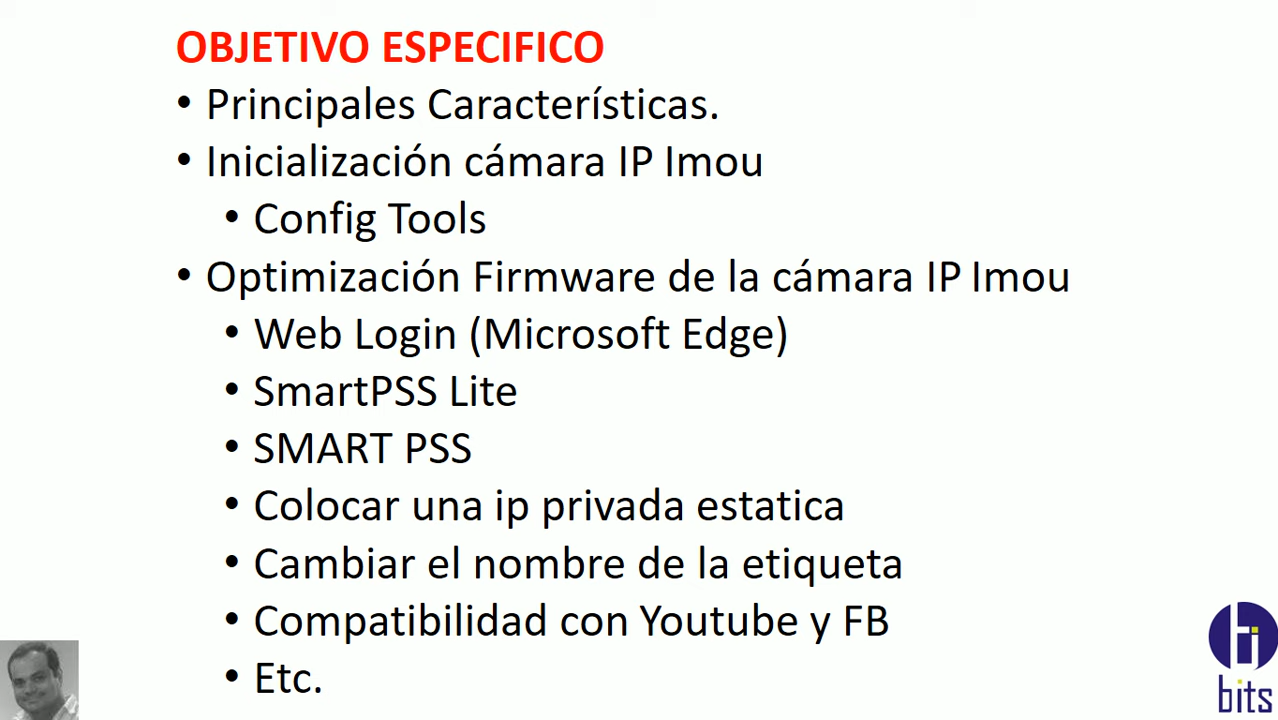 OBJETIVO ESPECIFICO
• Principales Características.
• Inicialización cámara IP Imou
• Config Tools
• Optimización Firmware de la cámara IP Imou
• Web Login (Microsoft Edge)
• SmartPSS Lite
• SMART PSS
• Colocar una ip privada estatica
• Cambiar el nombre de la etiqueta
• Compatibilidad con Youtube y FB
• Etc.
bits